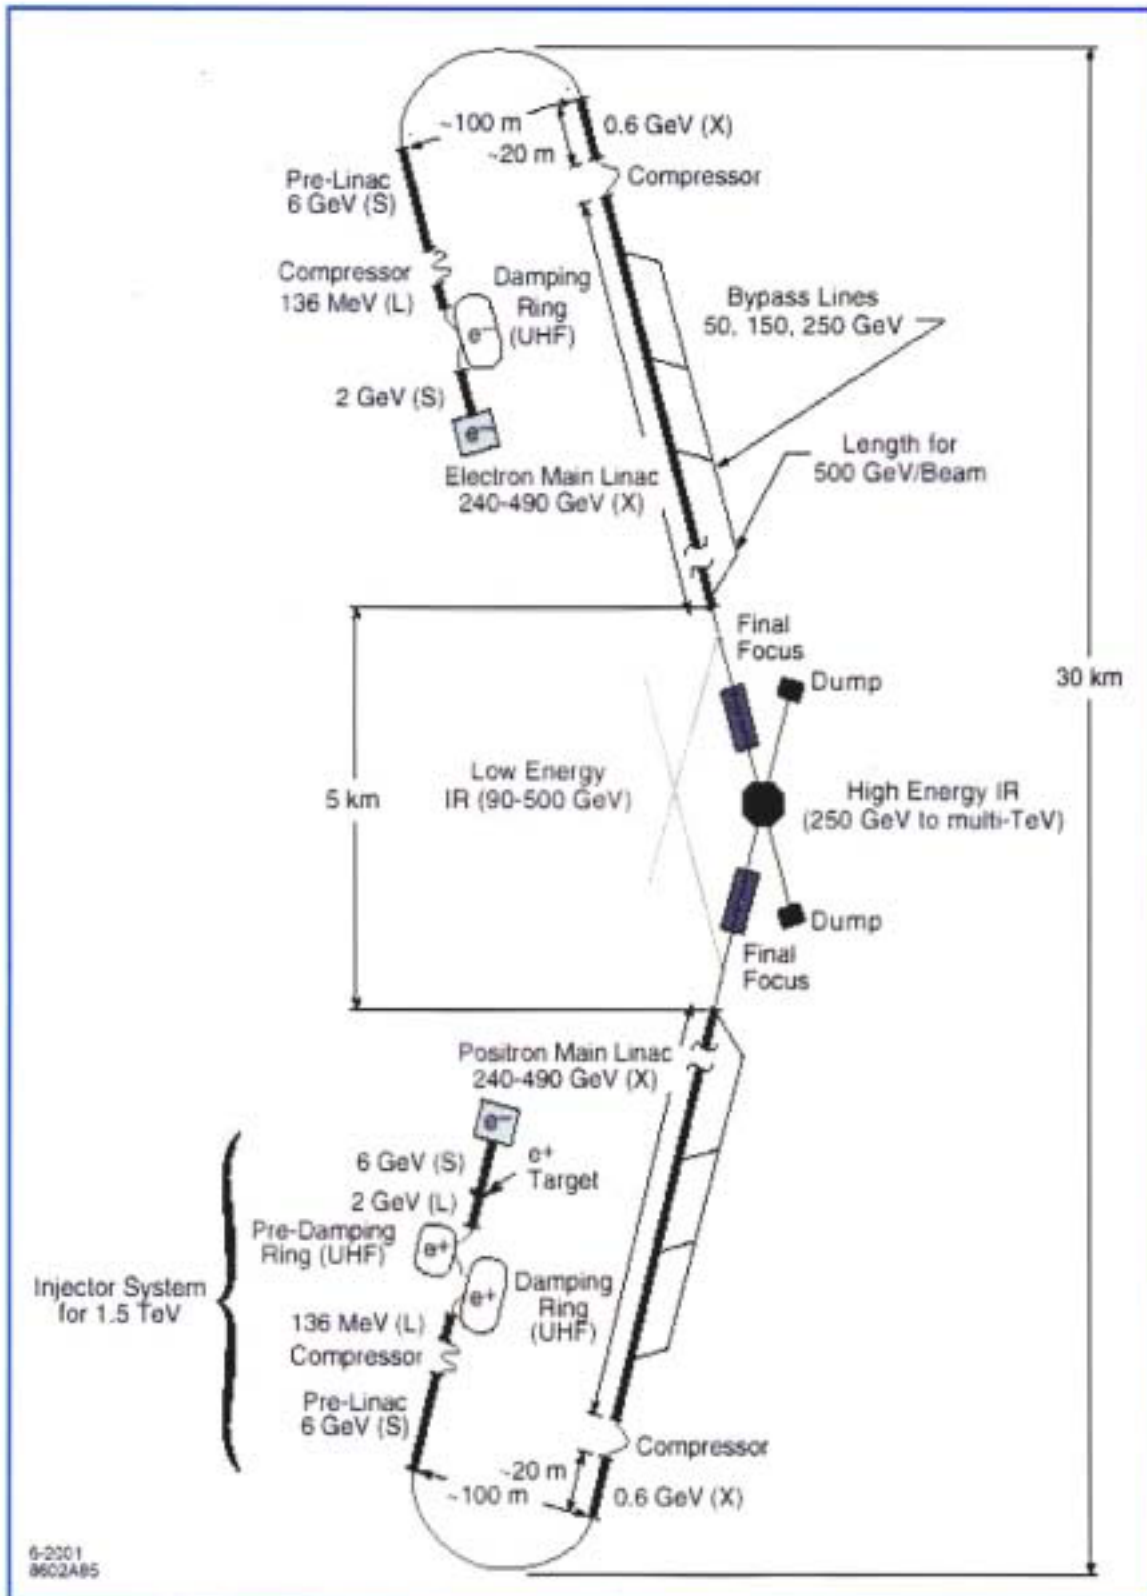 ~100 m
0.6 GeV (X)
~20 m
Compressor
Pre-Linac
6 GeV (S)
Compressor
136 MeV (L)
Damping
Ring
(UHF)
e−
Bypass Lines
50, 150, 250 GeV
2 GeV (S)
e−
Length for
500 GeV/Beam
Electron Main Linac
240-490 GeV (X)
Final
Focus
Dump
30 km
5 km
Low Energy
IR (90-500 GeV)
High Energy IR
(250 GeV to multi-TeV)
Dump
Final
Focus
Positron Main Linac
240-490 GeV (X)
e−
e+
Target
6 GeV (S)
2 GeV (L)
Pre-Damping
Ring (UHF)
e+
e+
Damping
Ring
(UHF)
Injector System
for 1.5 TeV
136 MeV (L)
Compressor
Pre-Linac
6 GeV (S)
Compressor
~20 m
~100 m
0.6 GeV (X)
6-2001
8602A85